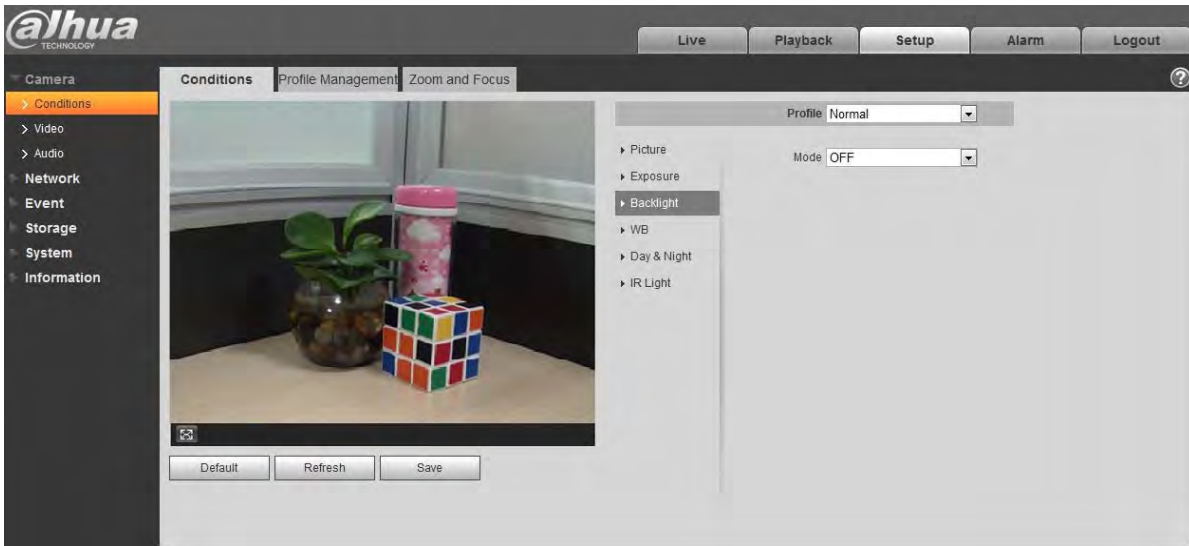 alhua
TECHNOLOGY
Live
Playback
Setup
Alarm
Logout
Camera
Conditions
Video
Audio
Network
Event
Storage
System
Information
Conditions
Profile Management
Zoom and Focus
?
Profile Normal
Picture
Exposure
Backlight
WB
Day & Night
IR Light
Mode OFF
Default
Refresh
Save